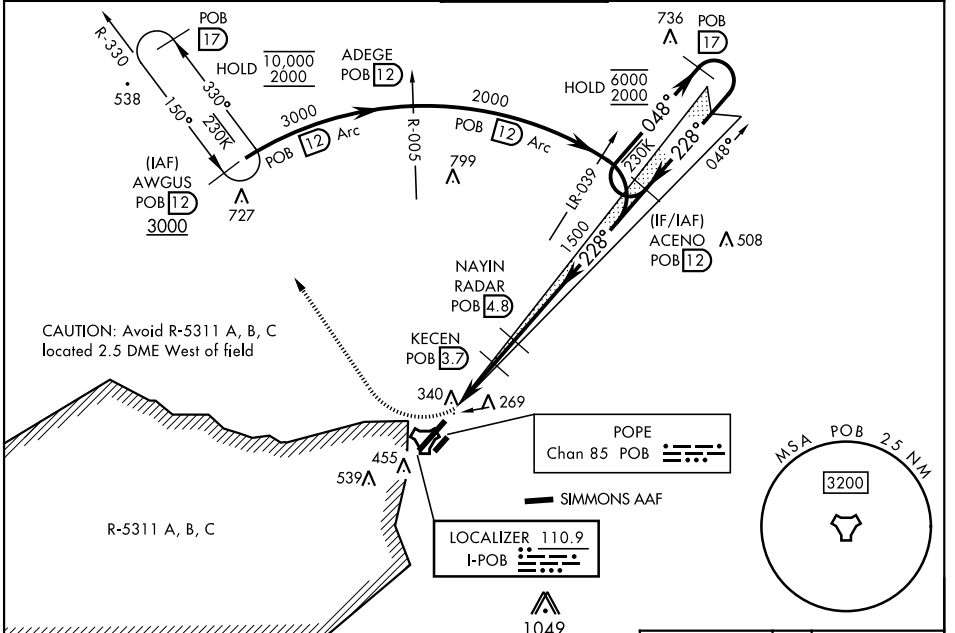 R-330
POB
17
538
150°
330°
230K
HOLD 10,000
2000
ADEGE
POB 12
3000
POB 12 Arc
2000
POB 12 Arc
R-005
799
(IAF)
AWGUS
POB 12
3000
727
736
POB
17
HOLD 6000
2000
048°
230K
228°
048°
LR-039
1500
228°
(IF/IAF)
ACENO
POB 12
508
NAYIN
RADAR
POB 4.8
KECEN
POB 3.7
CAUTION: Avoid R-5311 A, B, C
located 2.5 DME West of field
340
269
455
539
R-5311 A, B, C
POPE
Chan 85 POB
SIMMONS AAF
LOCALIZER 110.9
I-POB
1049
MSA POB 25 NM
3200